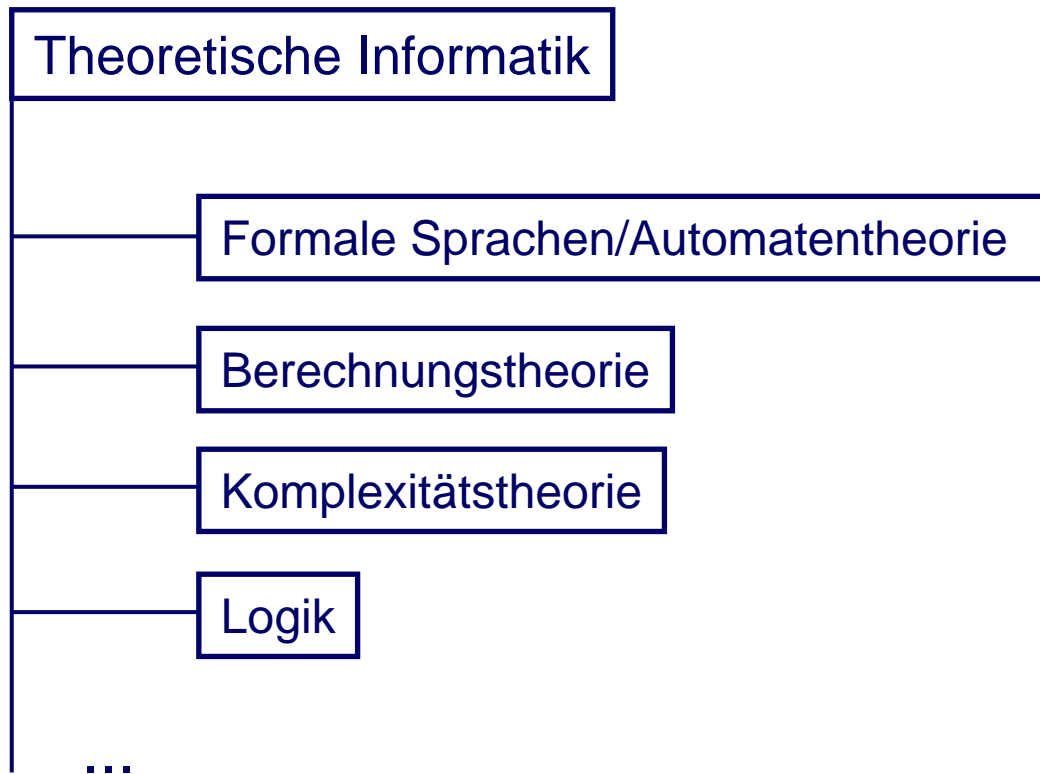 Theoretische Informatik
Formale Sprachen/Automatentheorie
Berechnungstheorie
Komplexitätstheorie
Logik
...